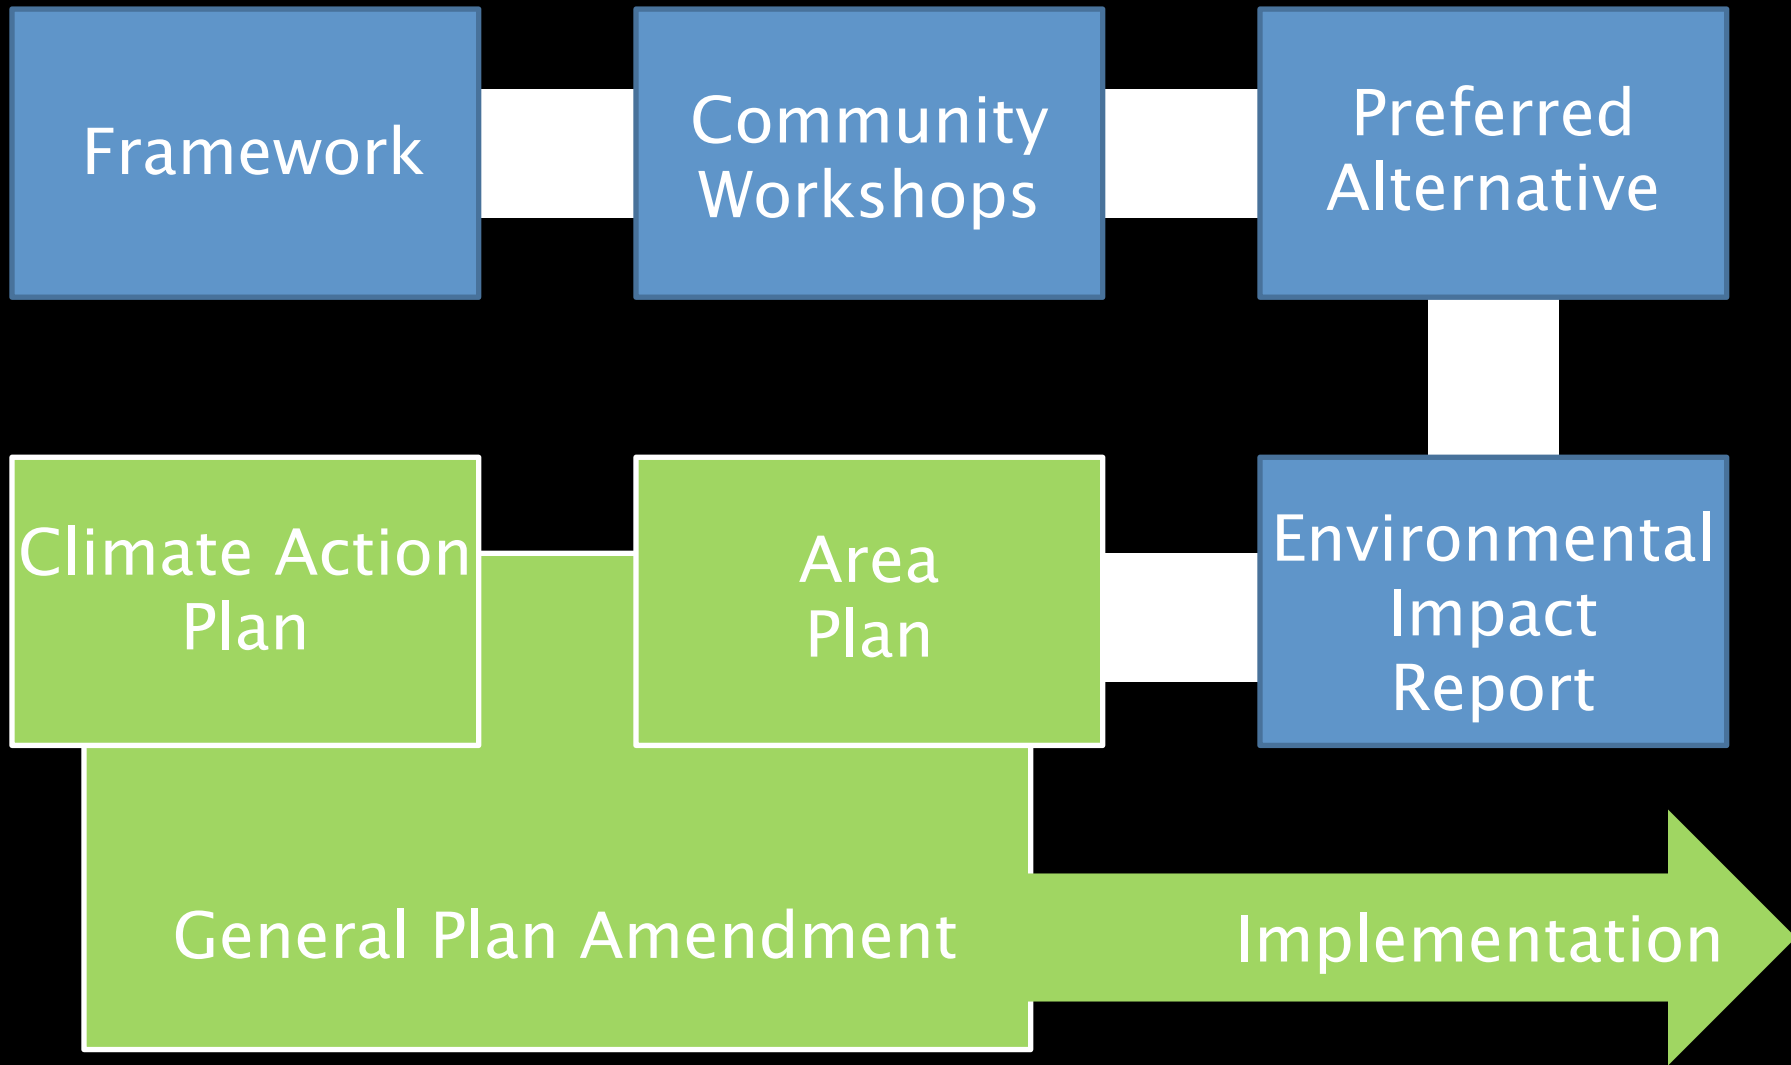 Framework
Community
Workshops
Preferred
Alternative
Climate Action
Plan
Area
Plan
Environmental
Impact
Report
General Plan Amendment
Implementation